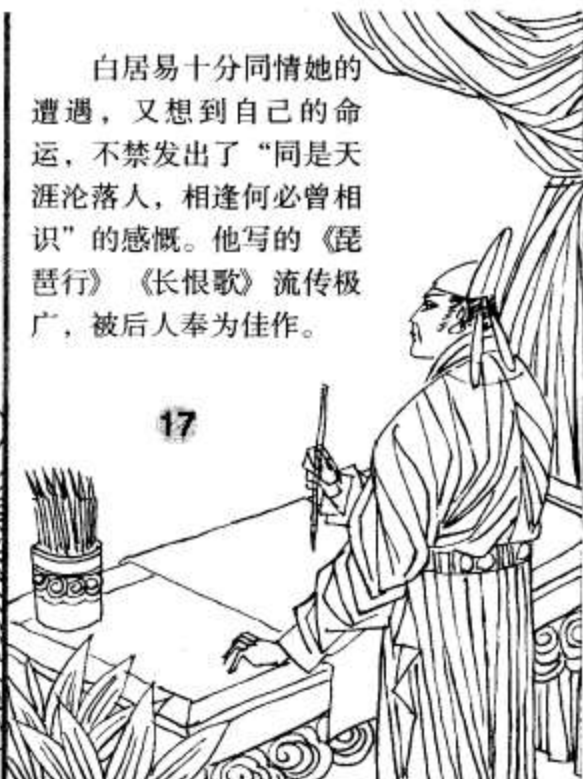 白居易十分同情她的
遭遇，又想到自己的命
运，不禁发出了“同是天
涯沦落人，相逢何必曾相
识”的感慨。他写的《琵
琶行》《长恨歌》流传极
广，被后人奉为佳作。
17